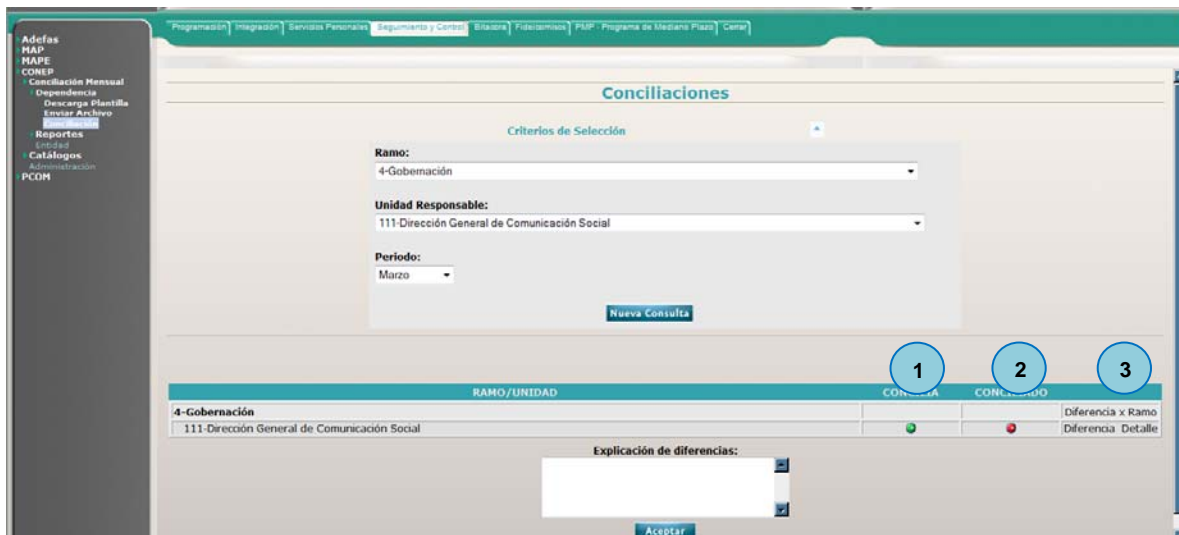 Programación Integración Servicios Personales Seguimiento y Control Bitácora Fideicomisos PMP - Programa de Mediano Plazo Cerrar
Adefas
MAP
MAPE
CONEP
Conciliación Mensual
Dependencia
Descarga Plantilla
Enviar Archivo
Conciliación
Reportes
Entidad
Catálogos
Administración
PCOM
Conciliaciones
Criterios de Selección
Ramo:
4-Gobernación
Unidad Responsable:
111-Dirección General de Comunicación Social
Periodo:
Marzo
Nueva Consulta
1 2 3
RAMO/UNIDAD
4-Gobernación Diferencia x Ramo
111-Dirección General de Comunicación Social Diferencia Detalle
Explicación de diferencias:
Aceptar